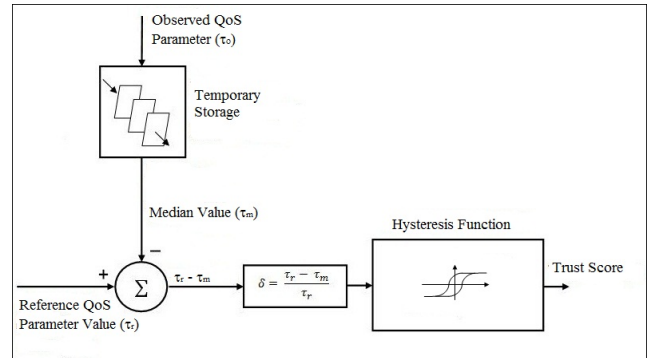 Observed QoS
Parameter (τₒ)
Temporary
Storage
Median Value (τₘ)
Hysteresis Function
−
+
Σ
τᵣ - τₘ
δ = (τᵣ − τₘ) / τᵣ
Trust Score
Reference QoS
Parameter Value (τᵣ)